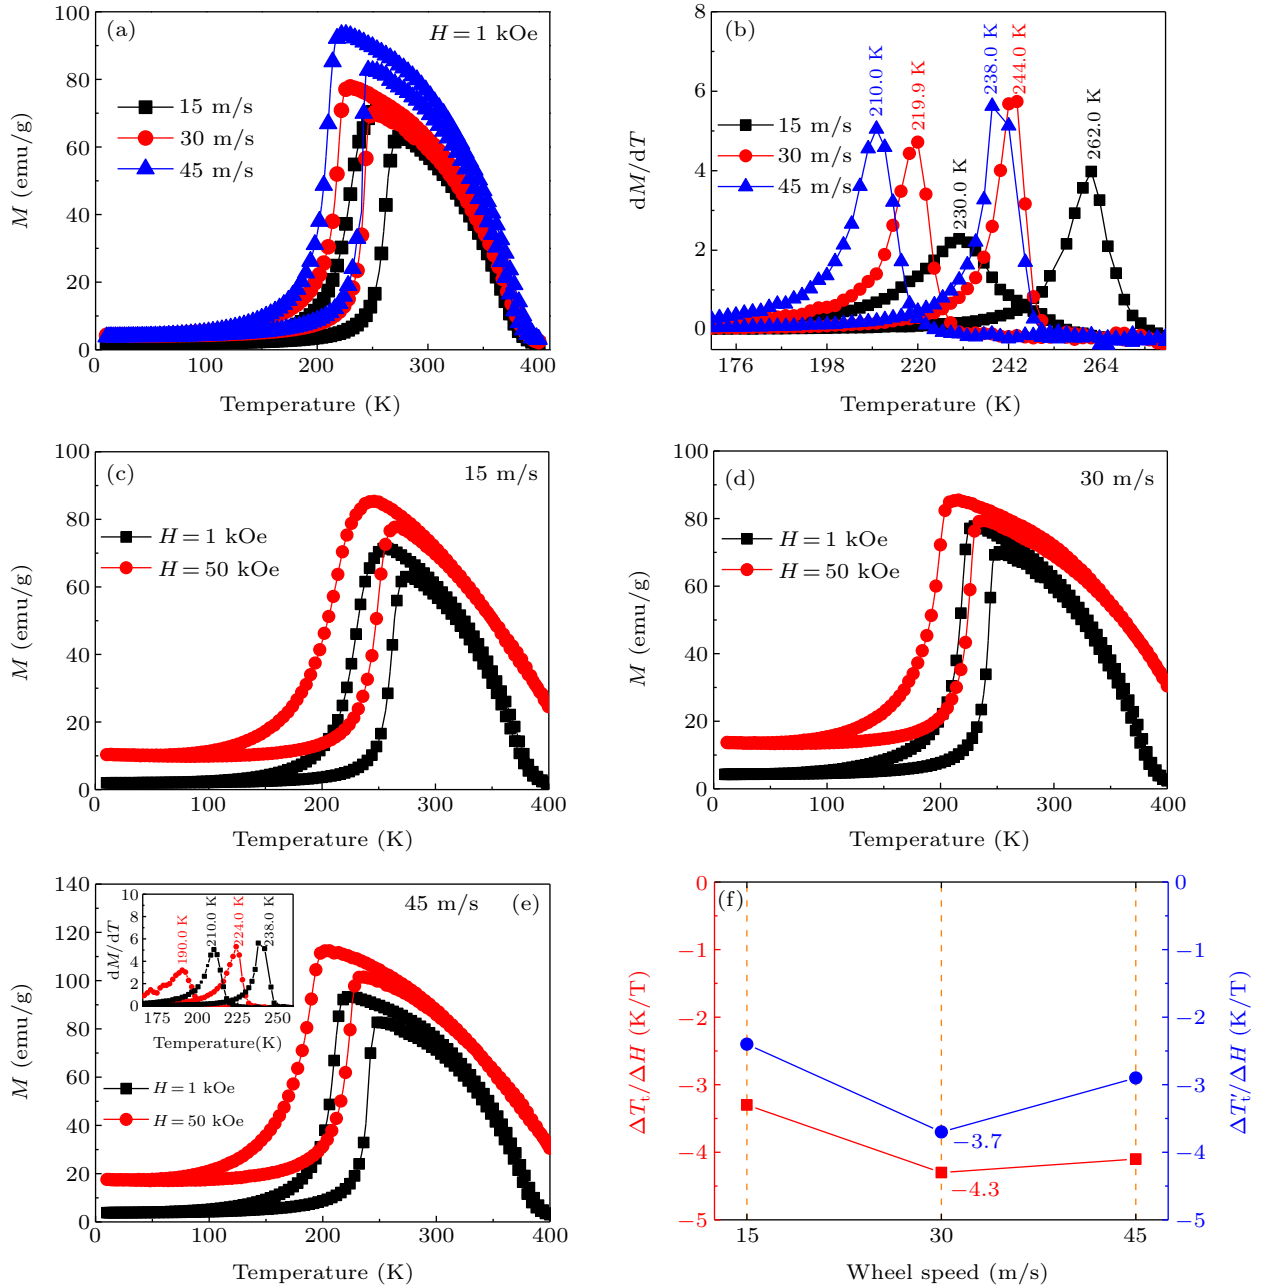 (a)
H = 1 kOe
15 m/s
30 m/s
45 m/s
M (emu/g)
100
80
60
40
20
0
0 100 200 300 400
Temperature (K)
(b)
210.0 K
219.9 K
230.0 K
238.0 K
244.0 K
262.0 K
15 m/s
30 m/s
45 m/s
dM/dT
8
6
4
2
0
176 198 220 242 264
Temperature (K)
(c)
15 m/s
H = 1 kOe
H = 50 kOe
M (emu/g)
100
80
60
40
20
0
0 100 200 300 400
Temperature (K)
(d)
30 m/s
H = 1 kOe
H = 50 kOe
M (emu/g)
100
80
60
40
20
0
0 100 200 300 400
Temperature (K)
45 m/s (e)
M (emu/g)
140
120
100
80
60
40
20
0
0 100 200 300 400
Temperature (K)
dM/dT
10
8
6
4
2
0
190.0 K
210.0 K
224.0 K
238.0 K
175 200 225 250
Temperature(K)
H = 1 kOe
H = 50 kOe
(f)
ΔTt/ΔH (K/T)
0
−1
−2
−3
−4
−5
ΔT′t/ΔH (K/T)
0
−1
−2
−3
−4
−5
−3.7
−4.3
15 30 45
Wheel speed (m/s)